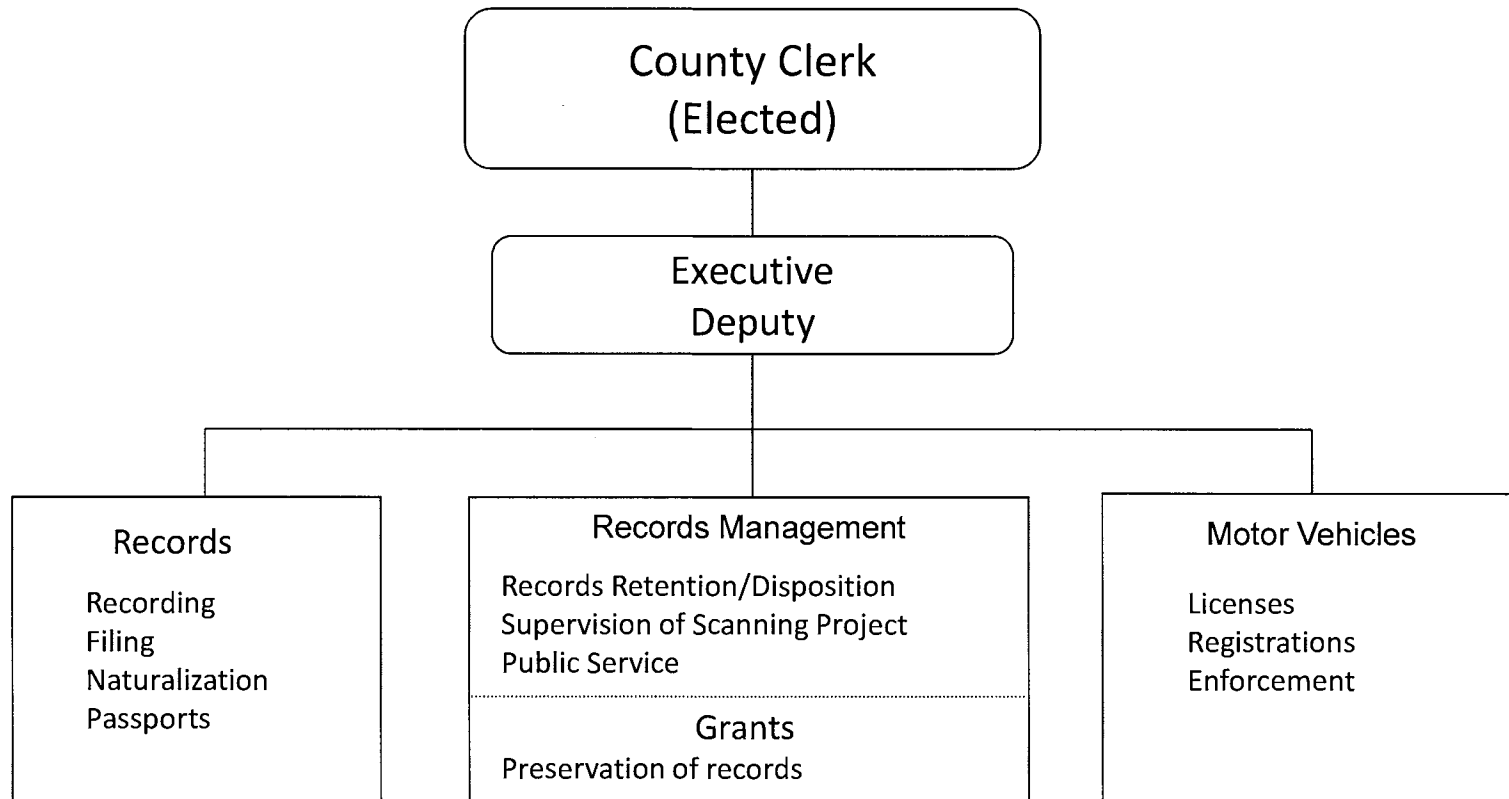 County Clerk
(Elected)
Executive
Deputy
Records
Recording
Filing
Naturalization
Passports
Records Management
Records Retention/Disposition
Supervision of Scanning Project
Public Service
Grants
Preservation of records
Motor Vehicles
Licenses
Registrations
Enforcement